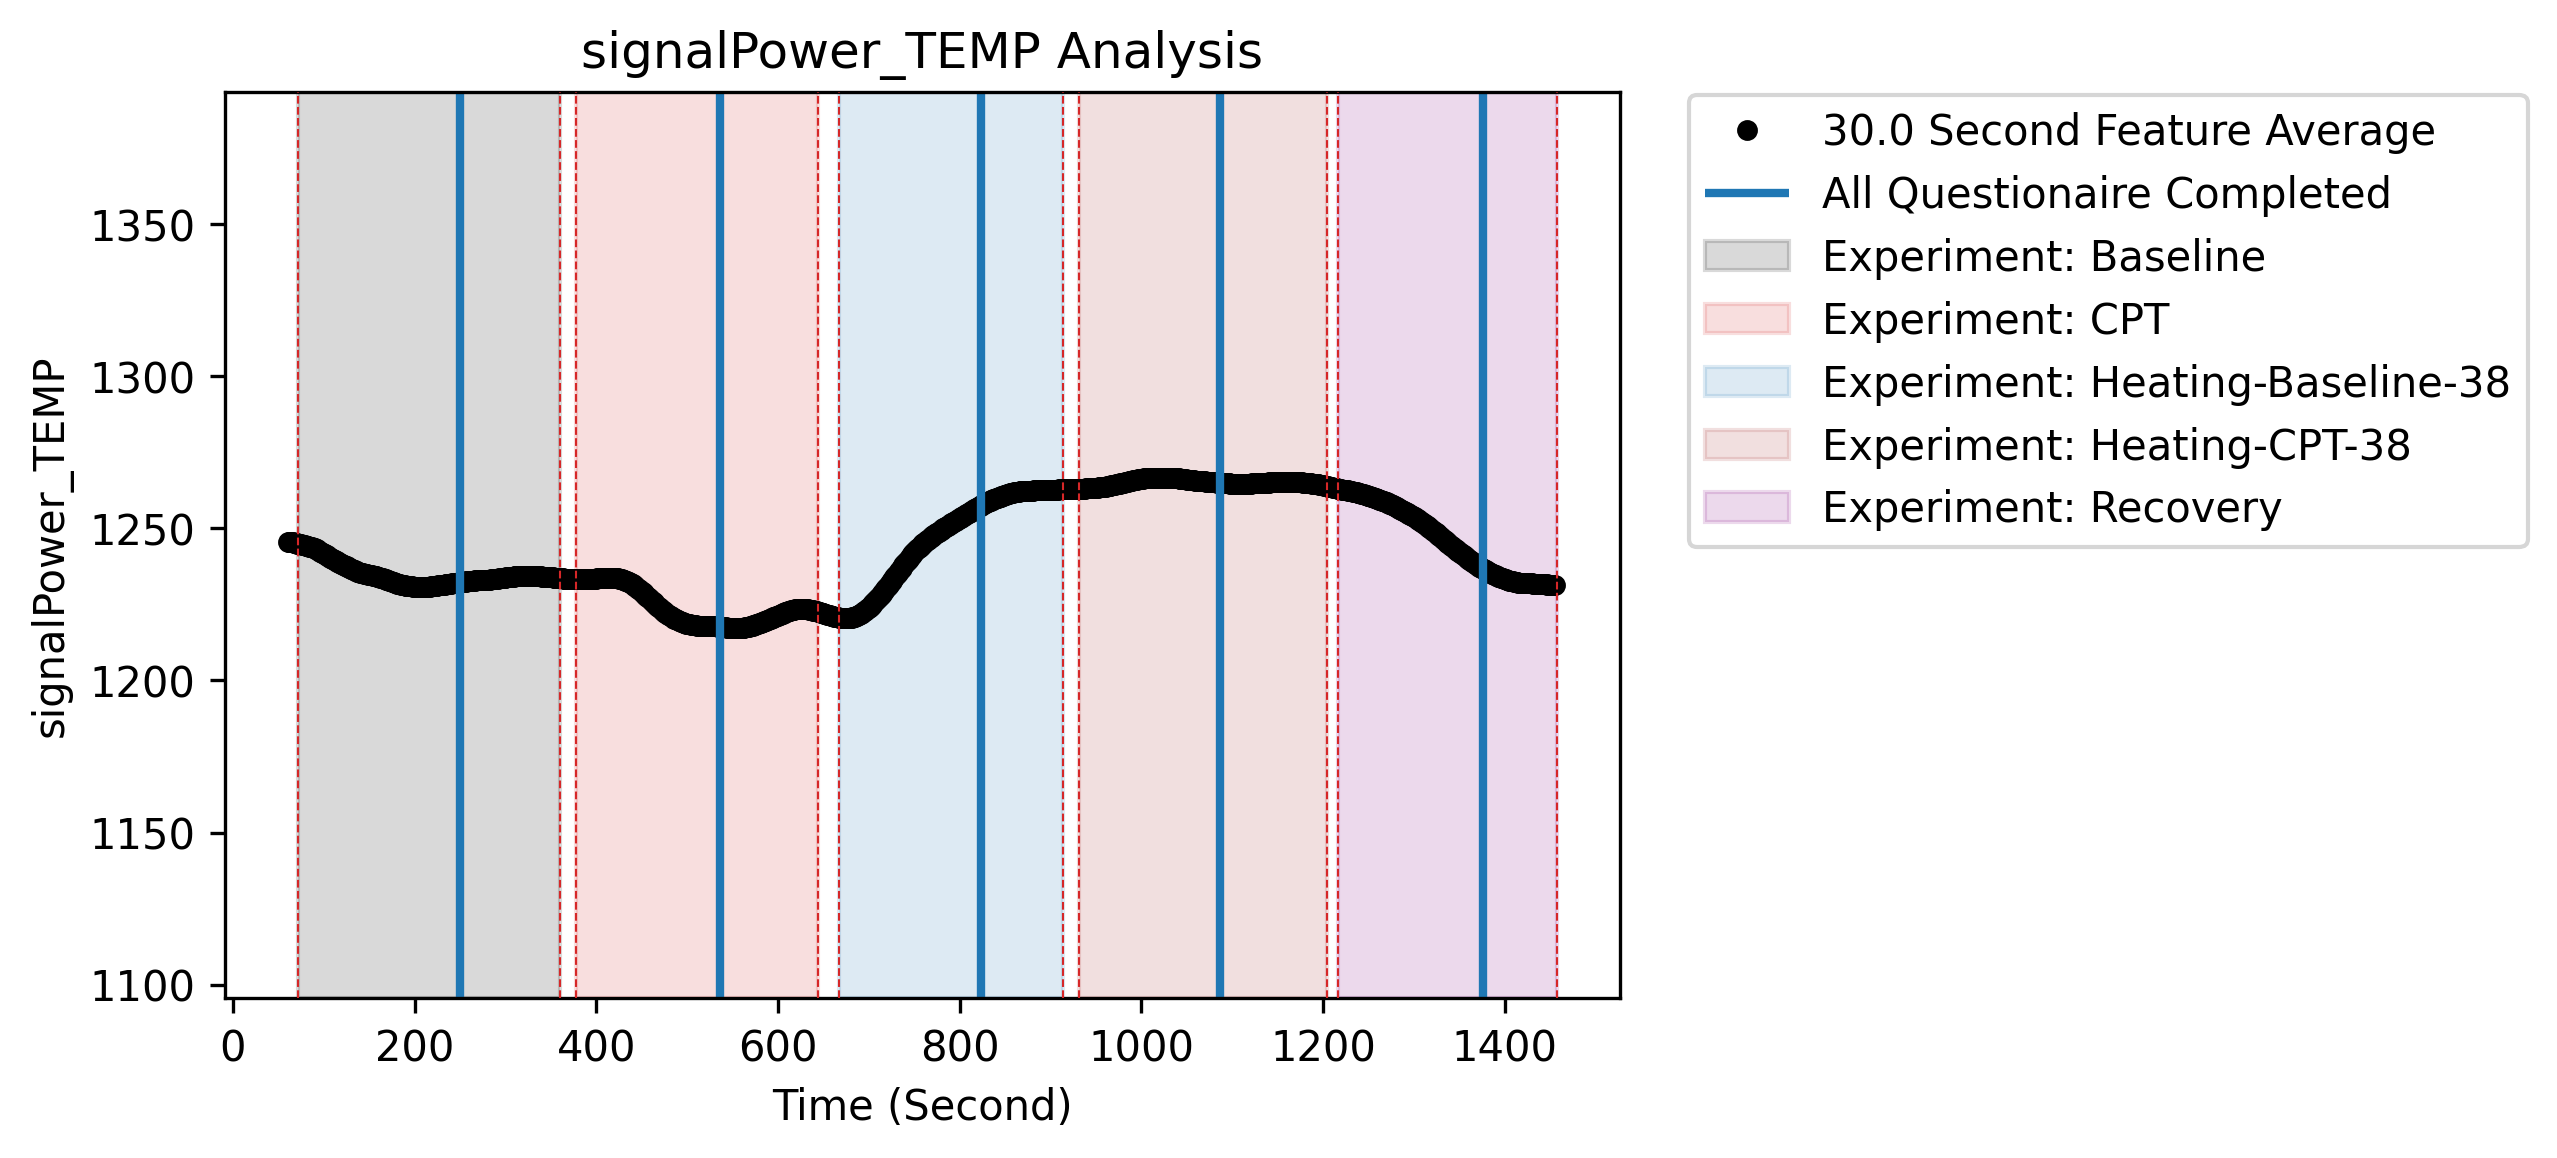 signalPower_TEMP Analysis
signalPower_TEMP
1350
1300
1250
1200
1150
1100
0 200 400 600 800 1000 1200 1400
Time (Second)
30.0 Second Feature Average
All Questionaire Completed
Experiment: Baseline
Experiment: CPT
Experiment: Heating-Baseline-38
Experiment: Heating-CPT-38
Experiment: Recovery